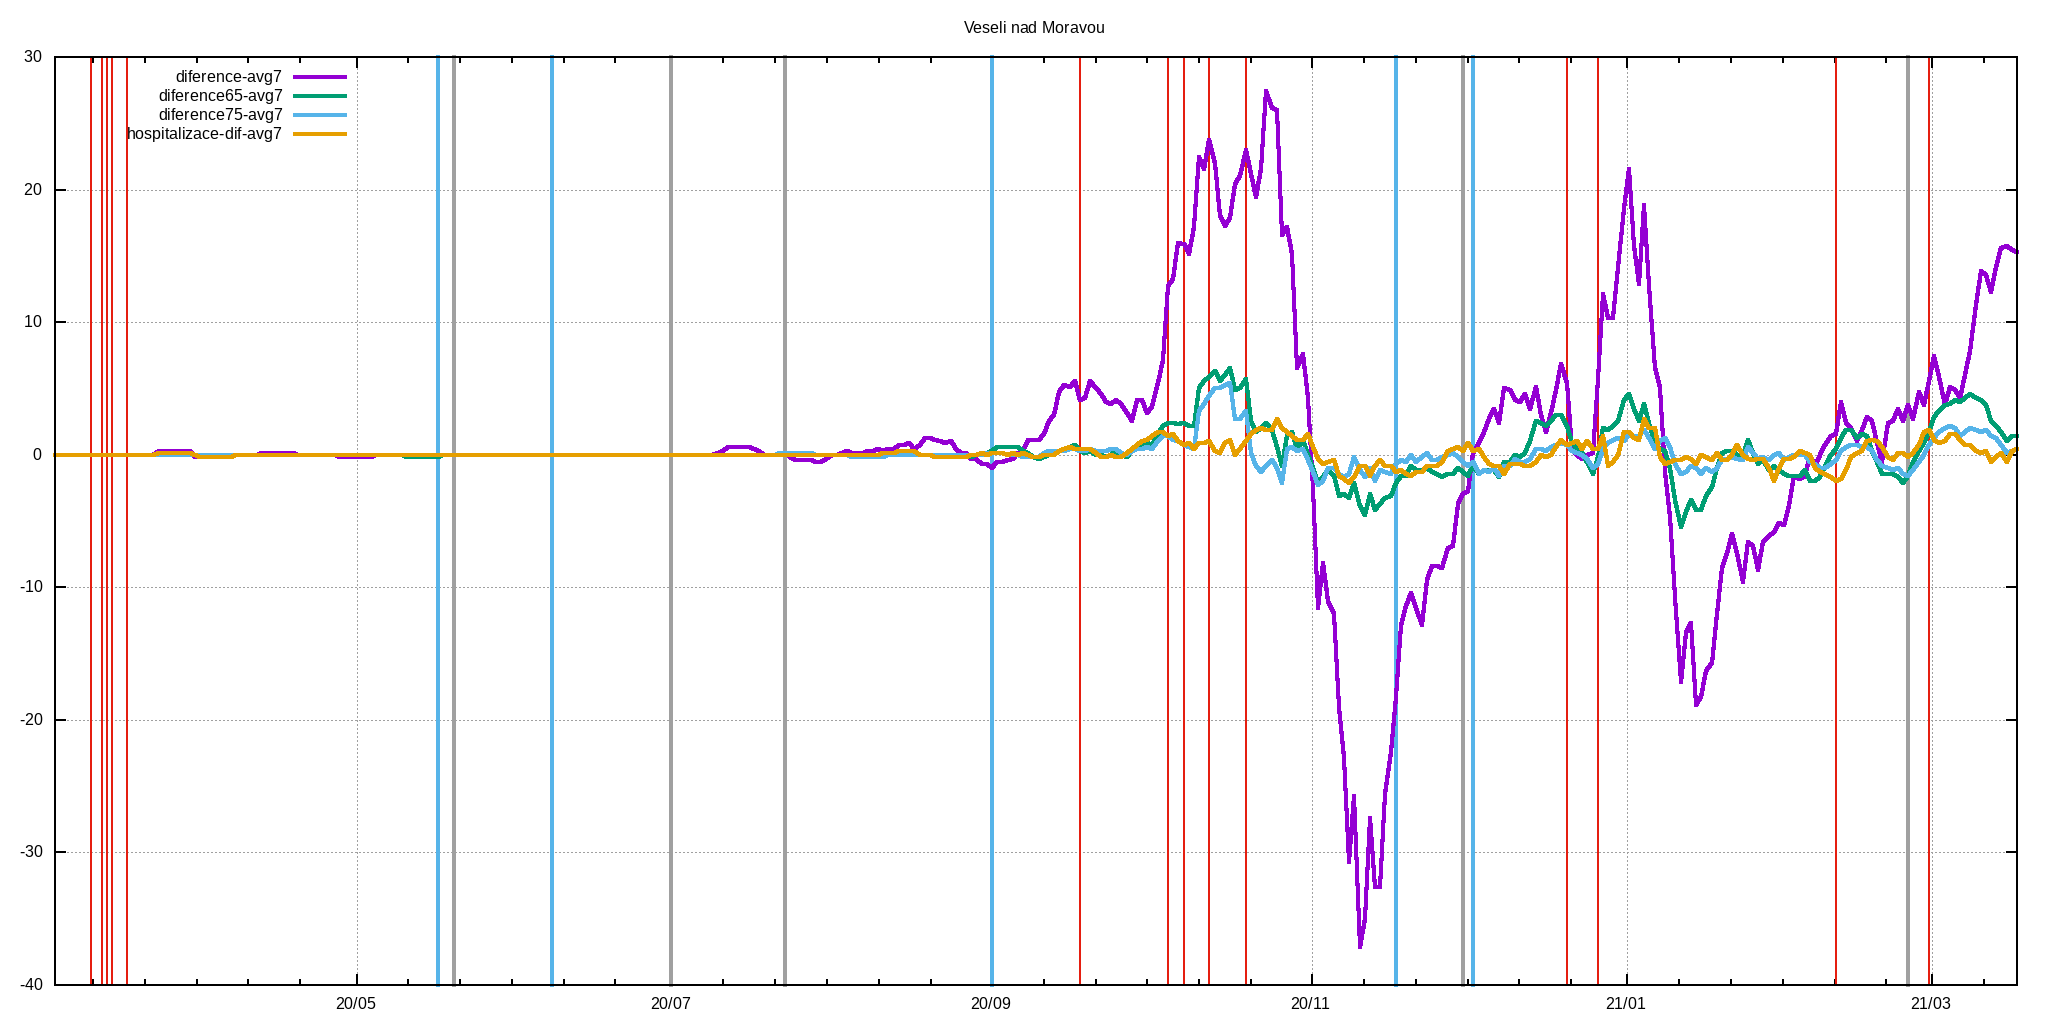 Veseli nad Moravou
diference-avg7
diference65-avg7
diference75-avg7
hospitalizace-dif-avg7
30
20
10
0
-10
-20
-30
-40
20/05
20/07
20/09
20/11
21/01
21/03